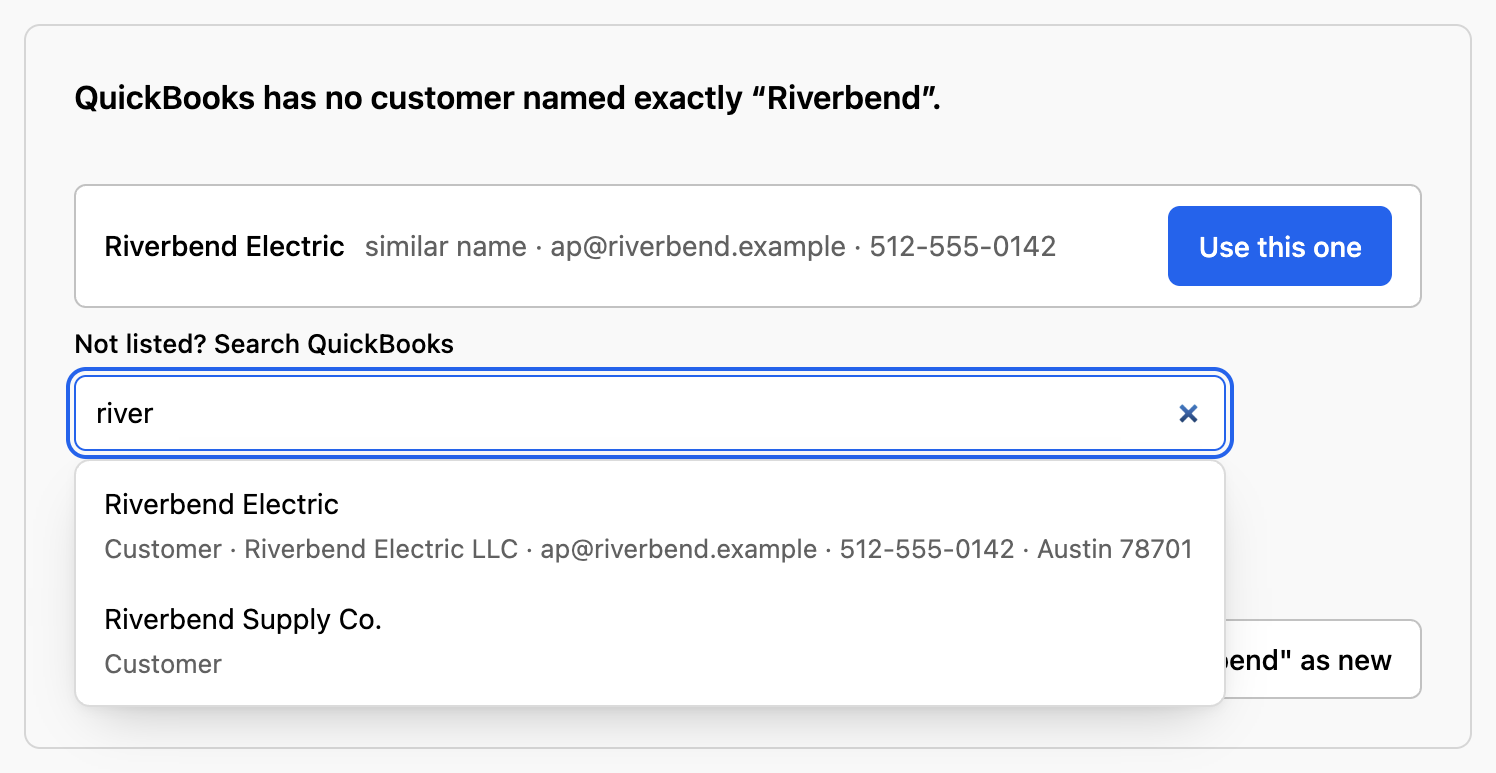 QuickBooks has no customer named exactly “Riverbend”.
Riverbend Electric similar name · ap@riverbend.example · 512-555-0142 Use this one
Not listed? Search QuickBooks
river
Riverbend Electric
Customer · Riverbend Electric LLC · ap@riverbend.example · 512-555-0142 · Austin 78701
Riverbend Supply Co.
Customer
end" as new